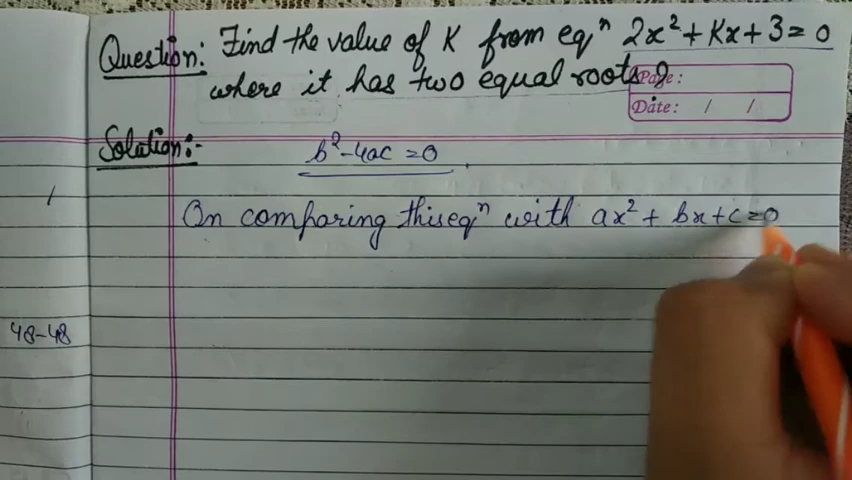 Question: Find the value of K from eqⁿ 2x² + Kx + 3 = 0
where it has two equal roots?
Page:
Date: / /
Solution:-
b² - 4ac = 0
On comparing this eqⁿ with ax² + bx + c = 0
48-48